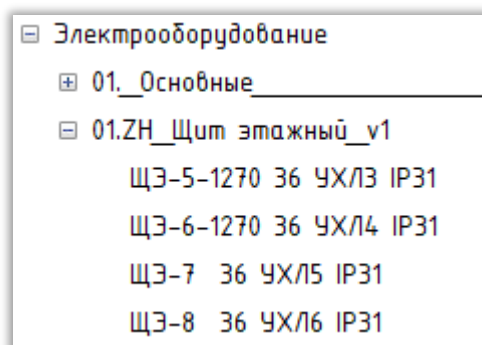 Электрооборудование
01._Основные____________________
01.ZH_Щит этажный_v1
ЩЭ-5-1270 36 УХЛ3 IP31
ЩЭ-6-1270 36 УХЛ4 IP31
ЩЭ-7 36 УХЛ5 IP31
ЩЭ-8 36 УХЛ6 IP31